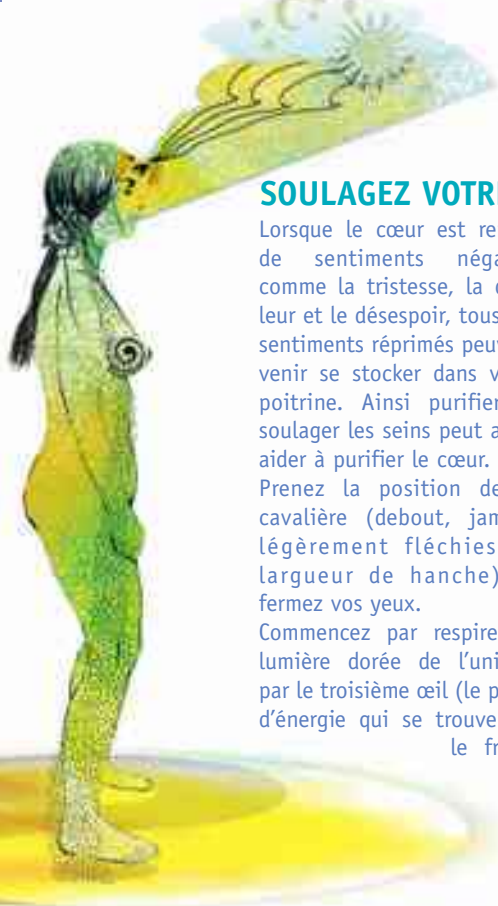 SOULAGEZ VOTR
Lorsque le cœur est re
de sentiments néga
comme la tristesse, la
leur et le désespoir, tous
sentiments réprimés peu
venir se stocker dans v
poitrine. Ainsi purifier
soulager les seins peut a
aider à purifier le cœur.
Prenez la position de
cavalière (debout, jam
légèrement fléchies
largueur de hanche)
fermez vos yeux.
Commencez par respire
lumière dorée de l'uni
par le troisième œil (le p
d'énergie qui se trouve
le fr